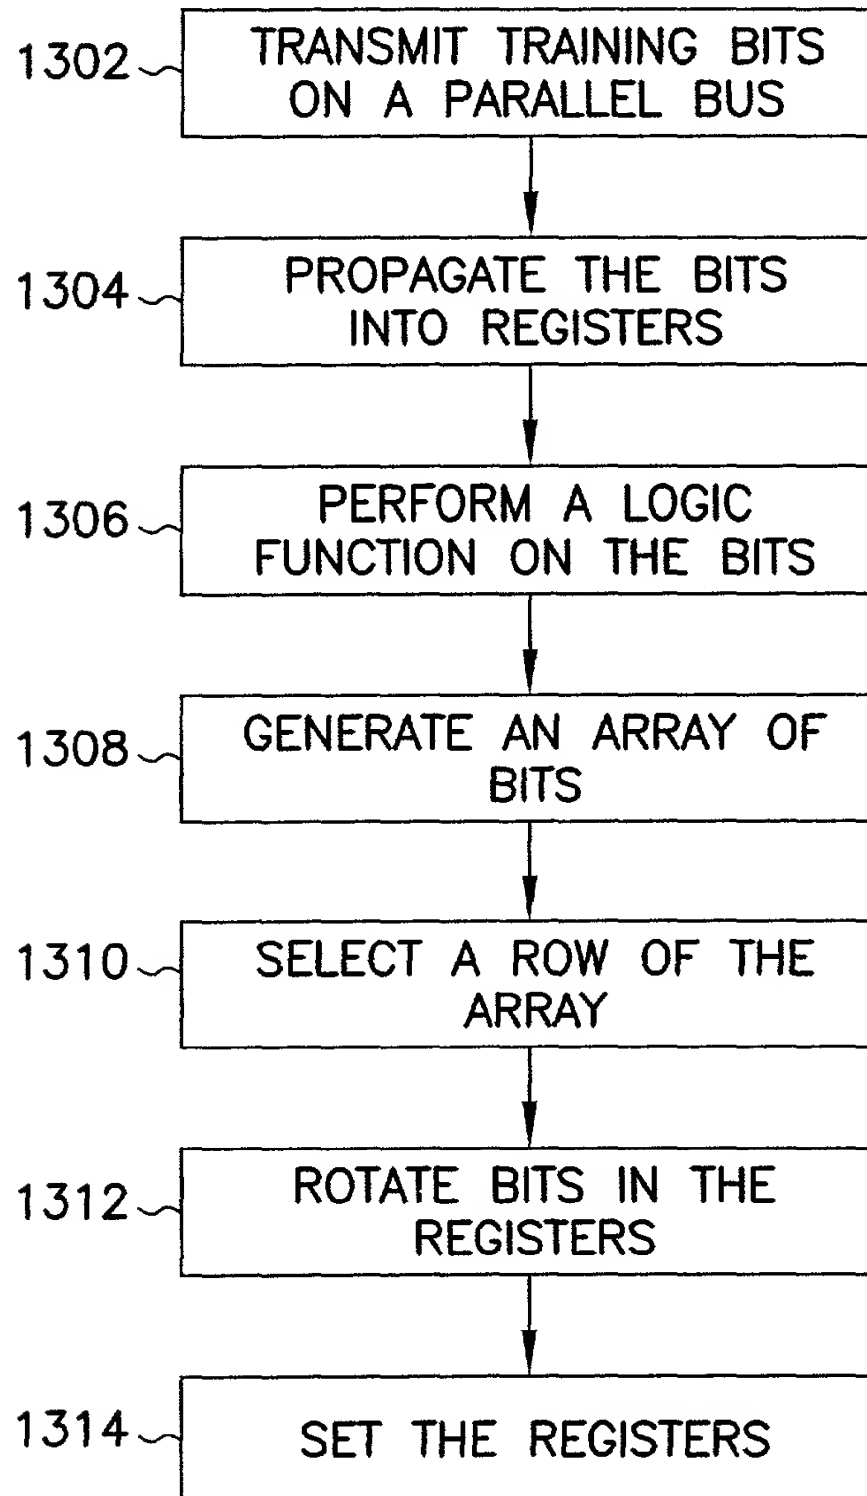 1302
TRANSMIT TRAINING BITS
ON A PARALLEL BUS
1304
PROPAGATE THE BITS
INTO REGISTERS
1306
PERFORM A LOGIC
FUNCTION ON THE BITS
1308
GENERATE AN ARRAY OF
BITS
1310
SELECT A ROW OF THE
ARRAY
1312
ROTATE BITS IN THE
REGISTERS
1314
SET THE REGISTERS